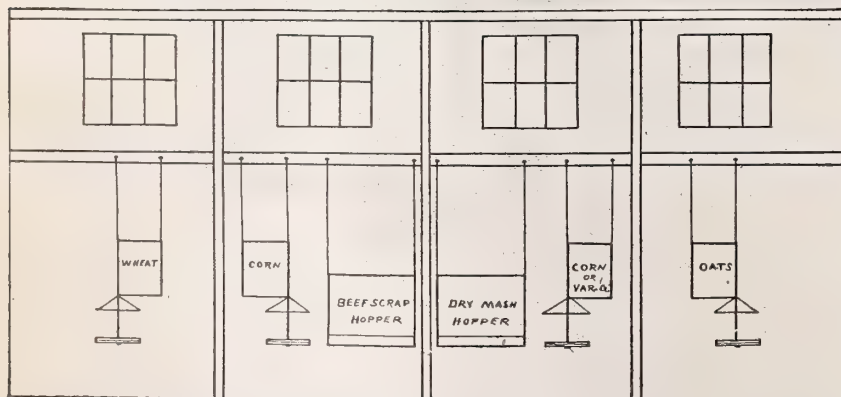 WHEAT
CORN
BEEF SCRAP
HOPPER
DRY MASH
HOPPER
CORN
OR
VAR. G.
OATS